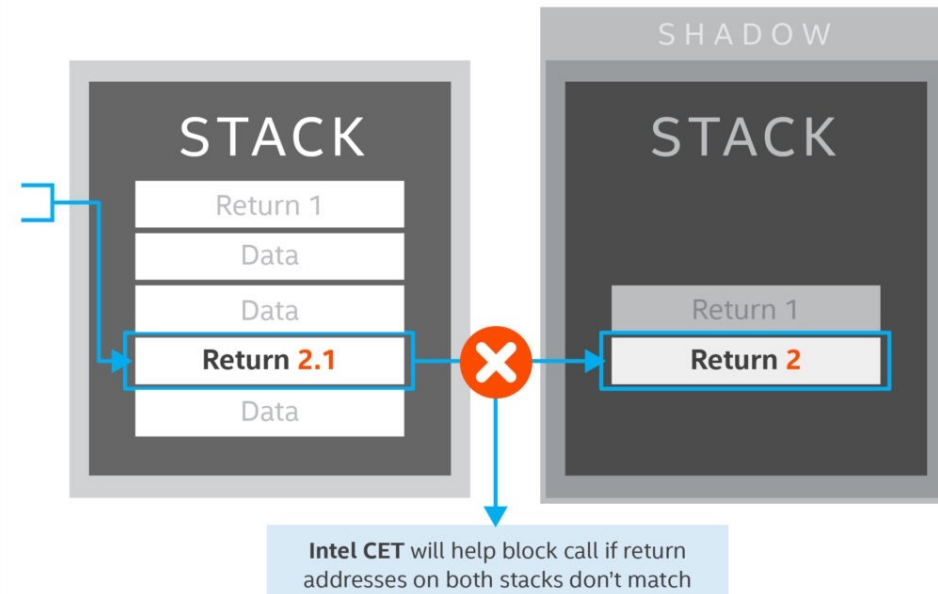 SHADOW
STACK
Return 1
Data
Data
Return 2.1
Data
STACK
Return 1
Return 2
Intel CET will help block call if return
addresses on both stacks don't match